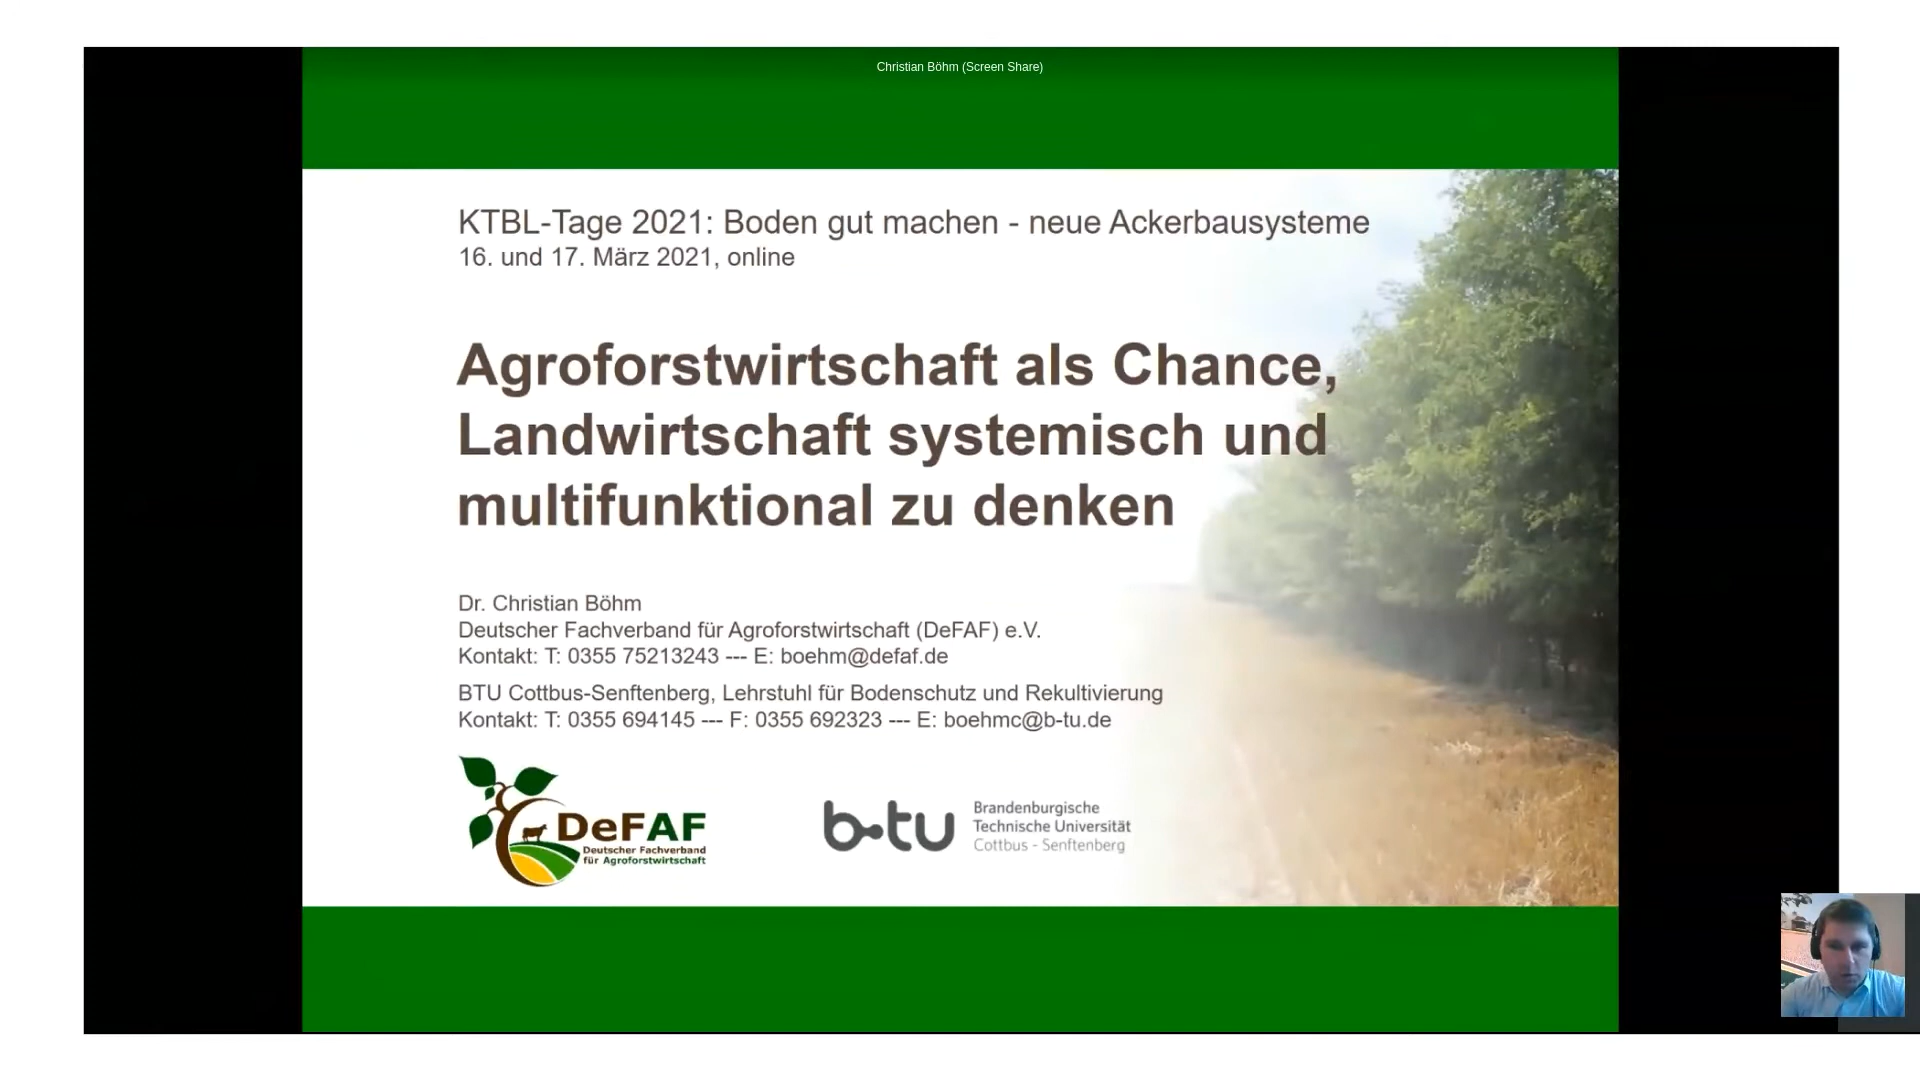 Christian Böhm (Screen Share)
KTBL-Tage 2021: Boden gut machen - neue Ackerbausysteme
16. und 17. März 2021, online
Agroforstwirtschaft als Chance,
Landwirtschaft systemisch und
multifunktional zu denken
Dr. Christian Böhm
Deutscher Fachverband für Agroforstwirtschaft (DeFAF) e.V.
Kontakt: T: 0355 75213243 --- E: boehm@defaf.de
BTU Cottbus-Senftenberg, Lehrstuhl für Bodenschutz und Rekultivierung
Kontakt: T: 0355 694145 --- F: 0355 692323 --- E: boehmc@b-tu.de
DeFAF
Deutscher Fachverband
für Agroforstwirtschaft
b-tu
Brandenburgische
Technische Universität
Cottbus - Senftenberg